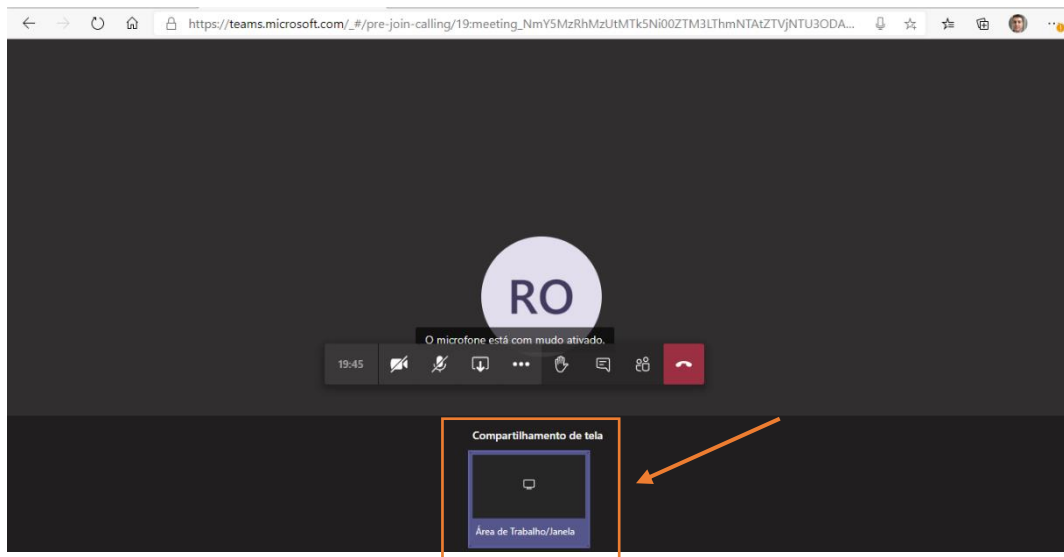 https://teams.microsoft.com/_#/pre-join-calling/19:meeting_NmY5MzRhMzUtMTk5Ni00ZTM3LThmNTAtZTVjNTU3ODA...
RO
O microfone está com mudo ativado.
19:45
Compartilhamento de tela
Área de Trabalho/Janela